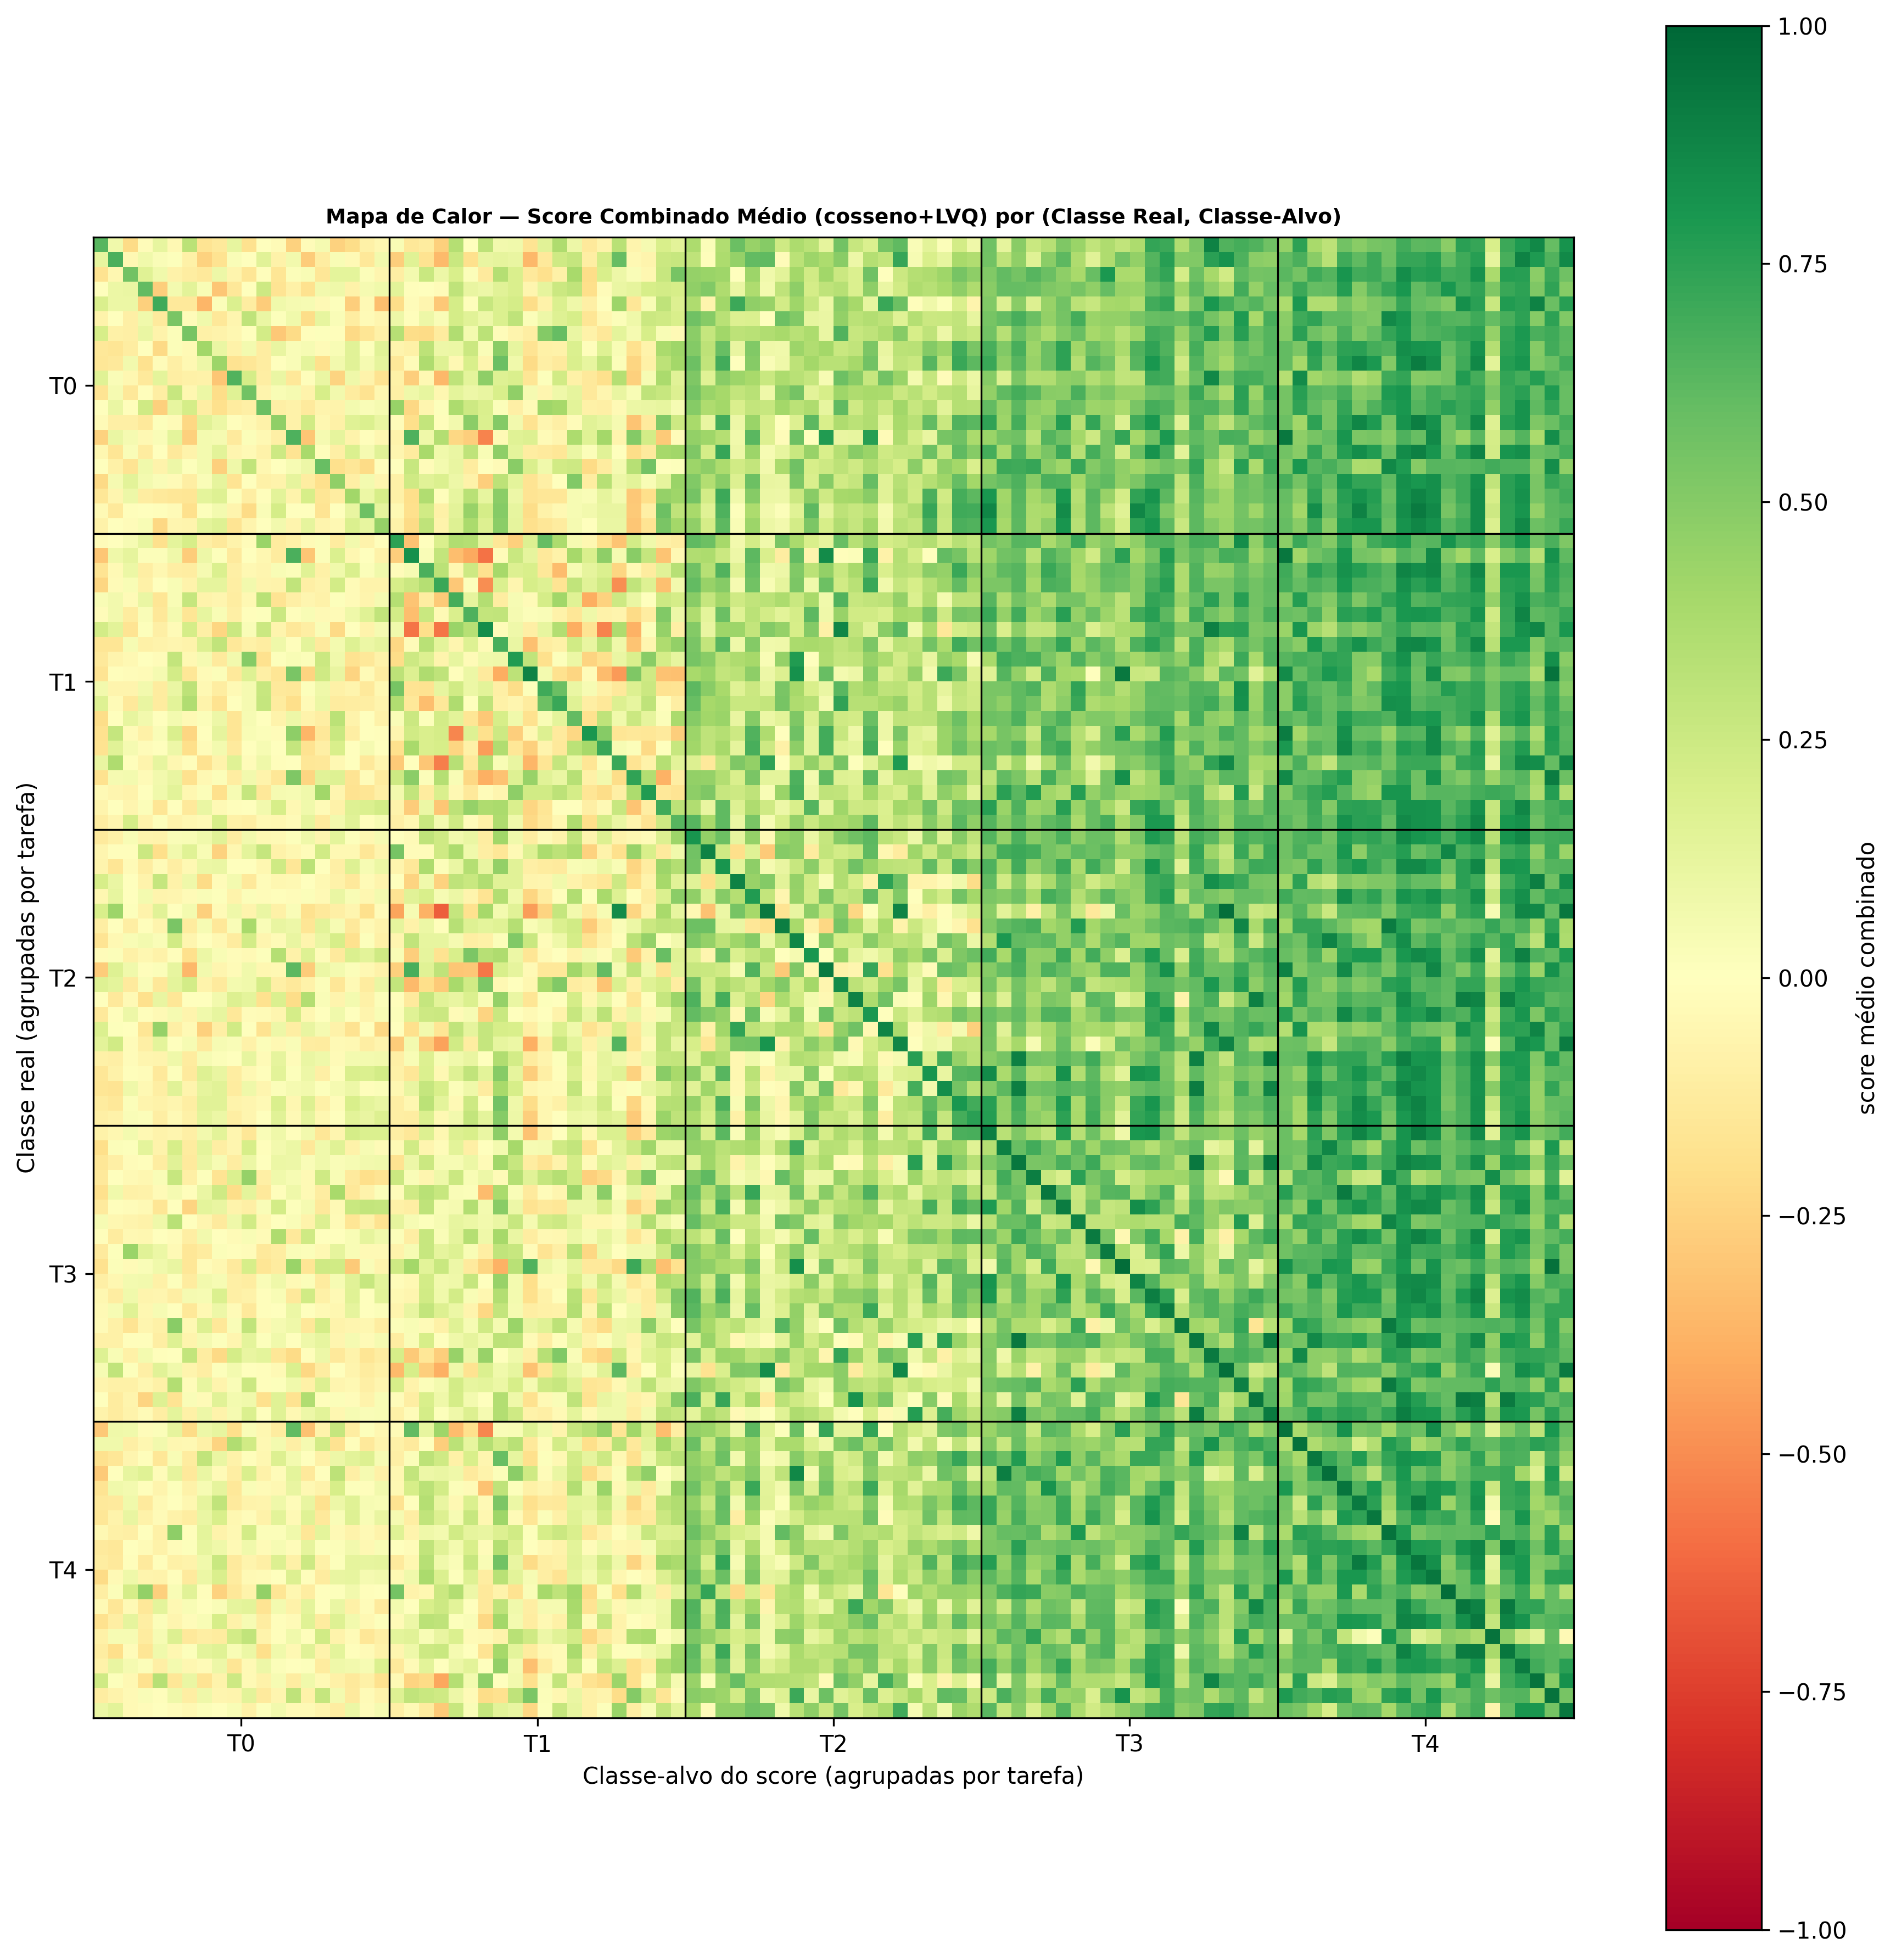 Mapa de Calor — Score Combinado Médio (cosseno+LVQ) por (Classe Real, Classe-Alvo)
Classe real (agrupadas por tarefa)
T0
T1
T2
T3
T4
T0 T1 T2 T3 T4
Classe-alvo do score (agrupadas por tarefa)
1.00
0.75
0.50
0.25
0.00
−0.25
−0.50
−0.75
−1.00
score médio combinado